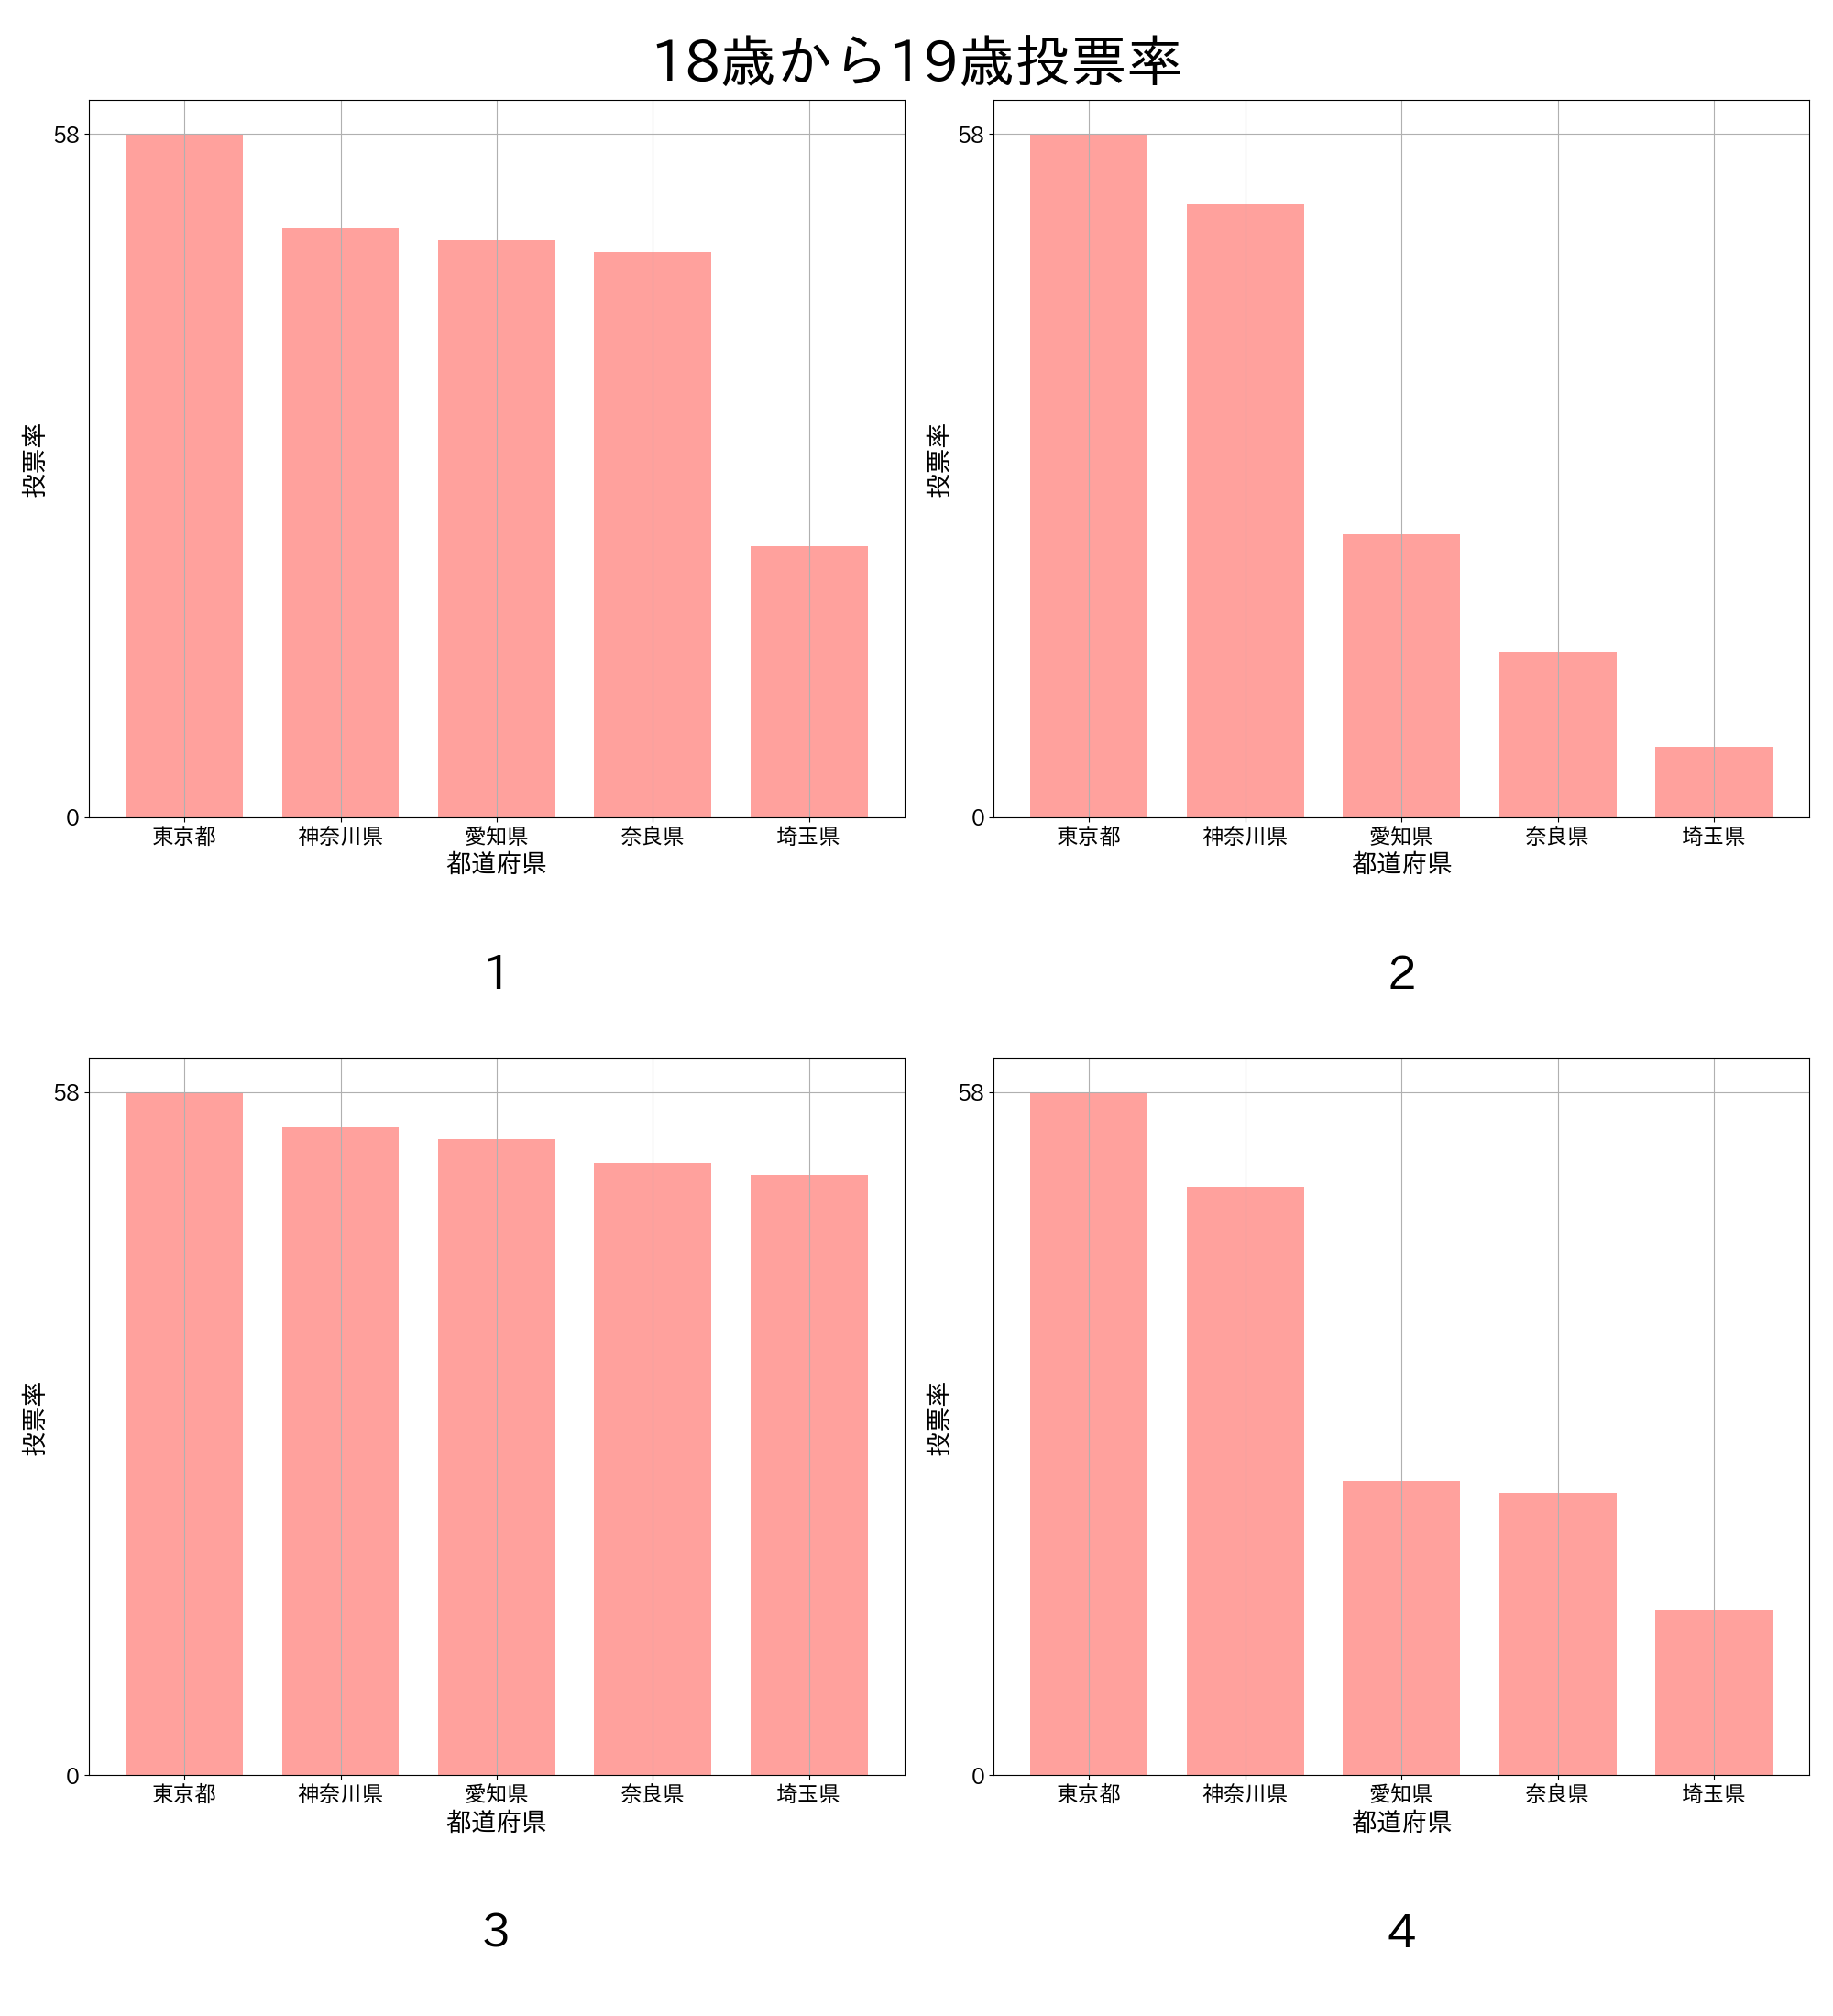 18歳から19歳投票率
58
0
投票率
東京都 神奈川県 愛知県 奈良県 埼玉県
都道府県
1
58
0
投票率
東京都 神奈川県 愛知県 奈良県 埼玉県
都道府県
2
58
0
投票率
東京都 神奈川県 愛知県 奈良県 埼玉県
都道府県
3
58
0
投票率
東京都 神奈川県 愛知県 奈良県 埼玉県
都道府県
4